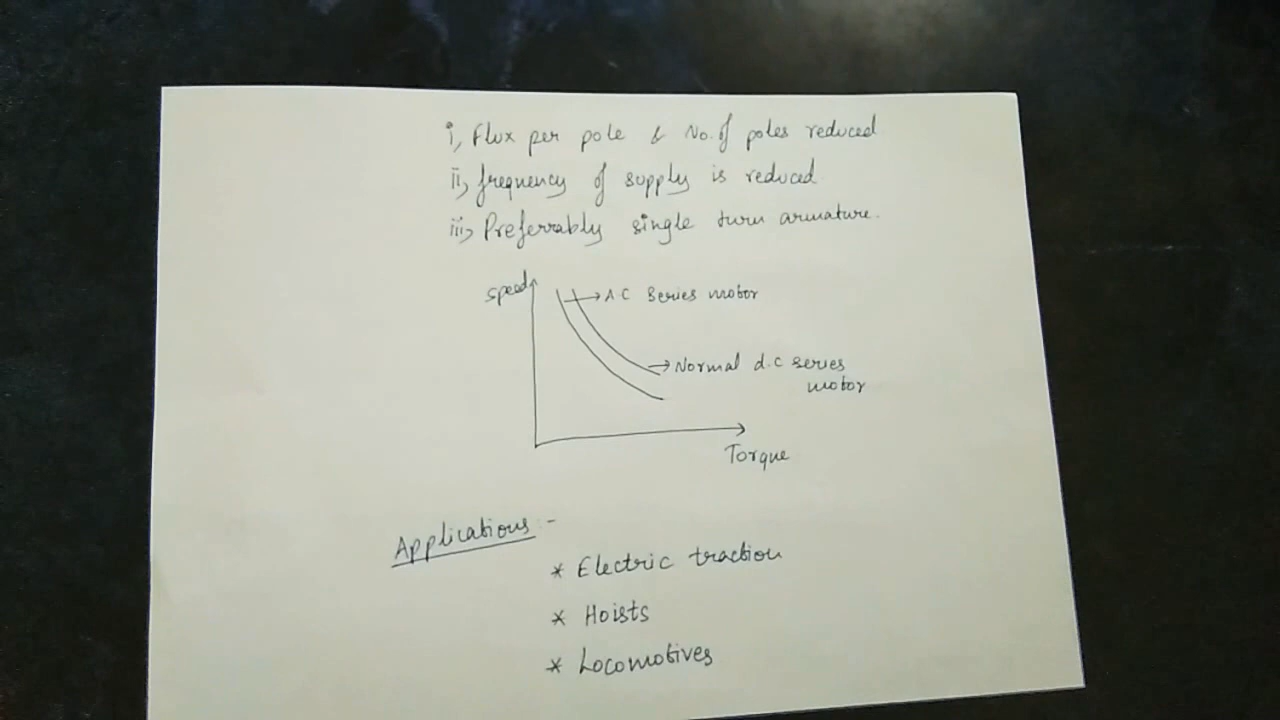 i, Flux per pole & No. of poles reduced
ii, frequency of supply is reduced
iii, Preferrably single turn armature.
speed
A.C series motor
Normal d.c series
motor
Torque
Applications :-
* Electric traction
* Hoists
* Locomotives